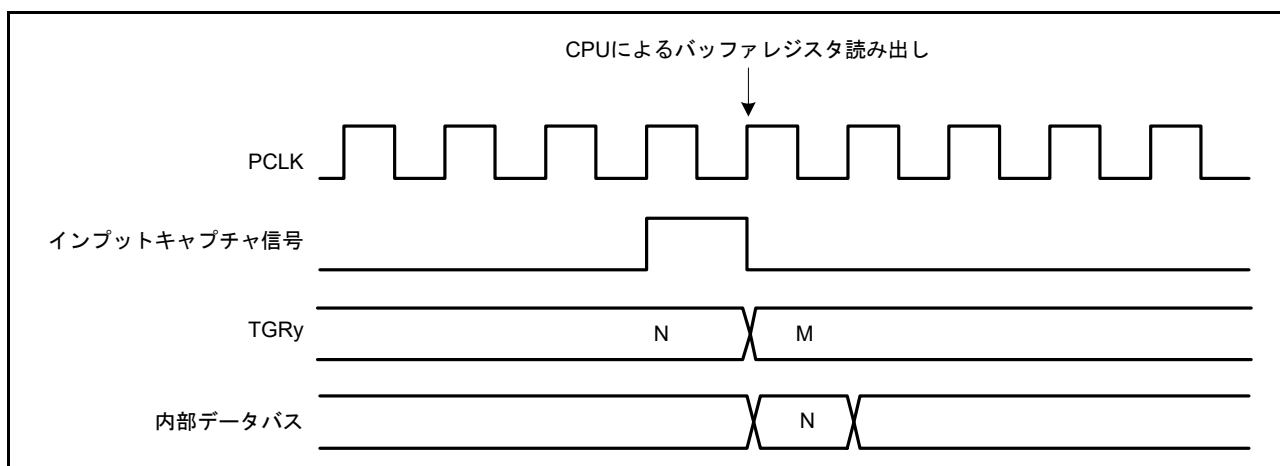 CPUによるバッファレジスタ読み出し
PCLK
インプットキャプチャ信号
TGRy
N
M
内部データバス
N